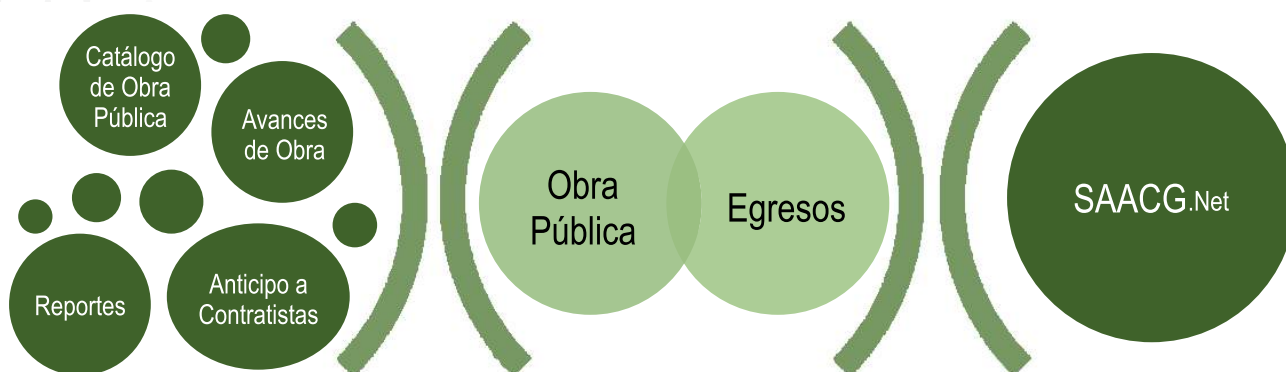 Catálogo
de Obra
Pública
Avances
de Obra
Reportes
Anticipo a
Contratistas
Obra
Pública
Egresos
SAACG.Net